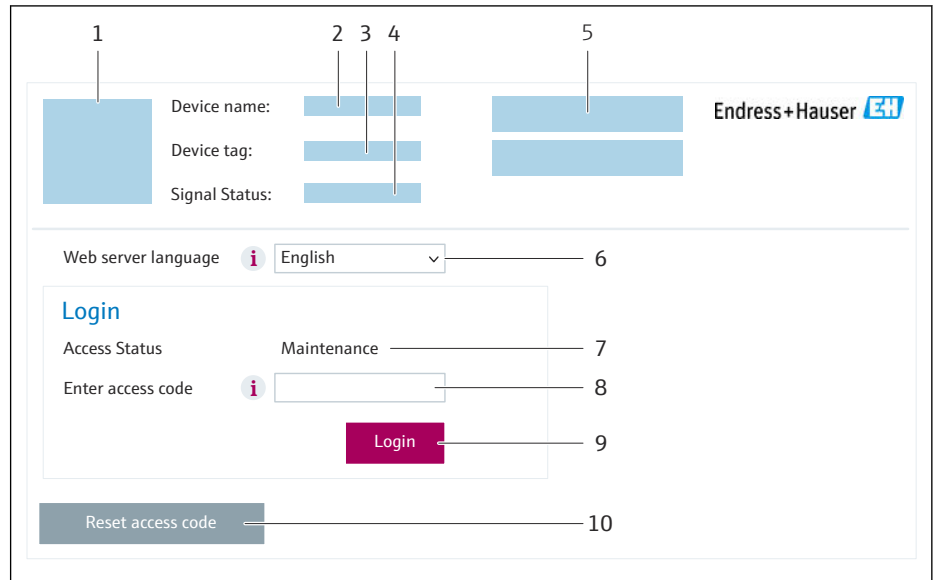 1 2 3 4 5
Device name:
Endress+Hauser EH
Device tag:
Signal Status:
Web server language i English 6
Login
Access Status Maintenance 7
Enter access code i 8
Login 9
Reset access code 10